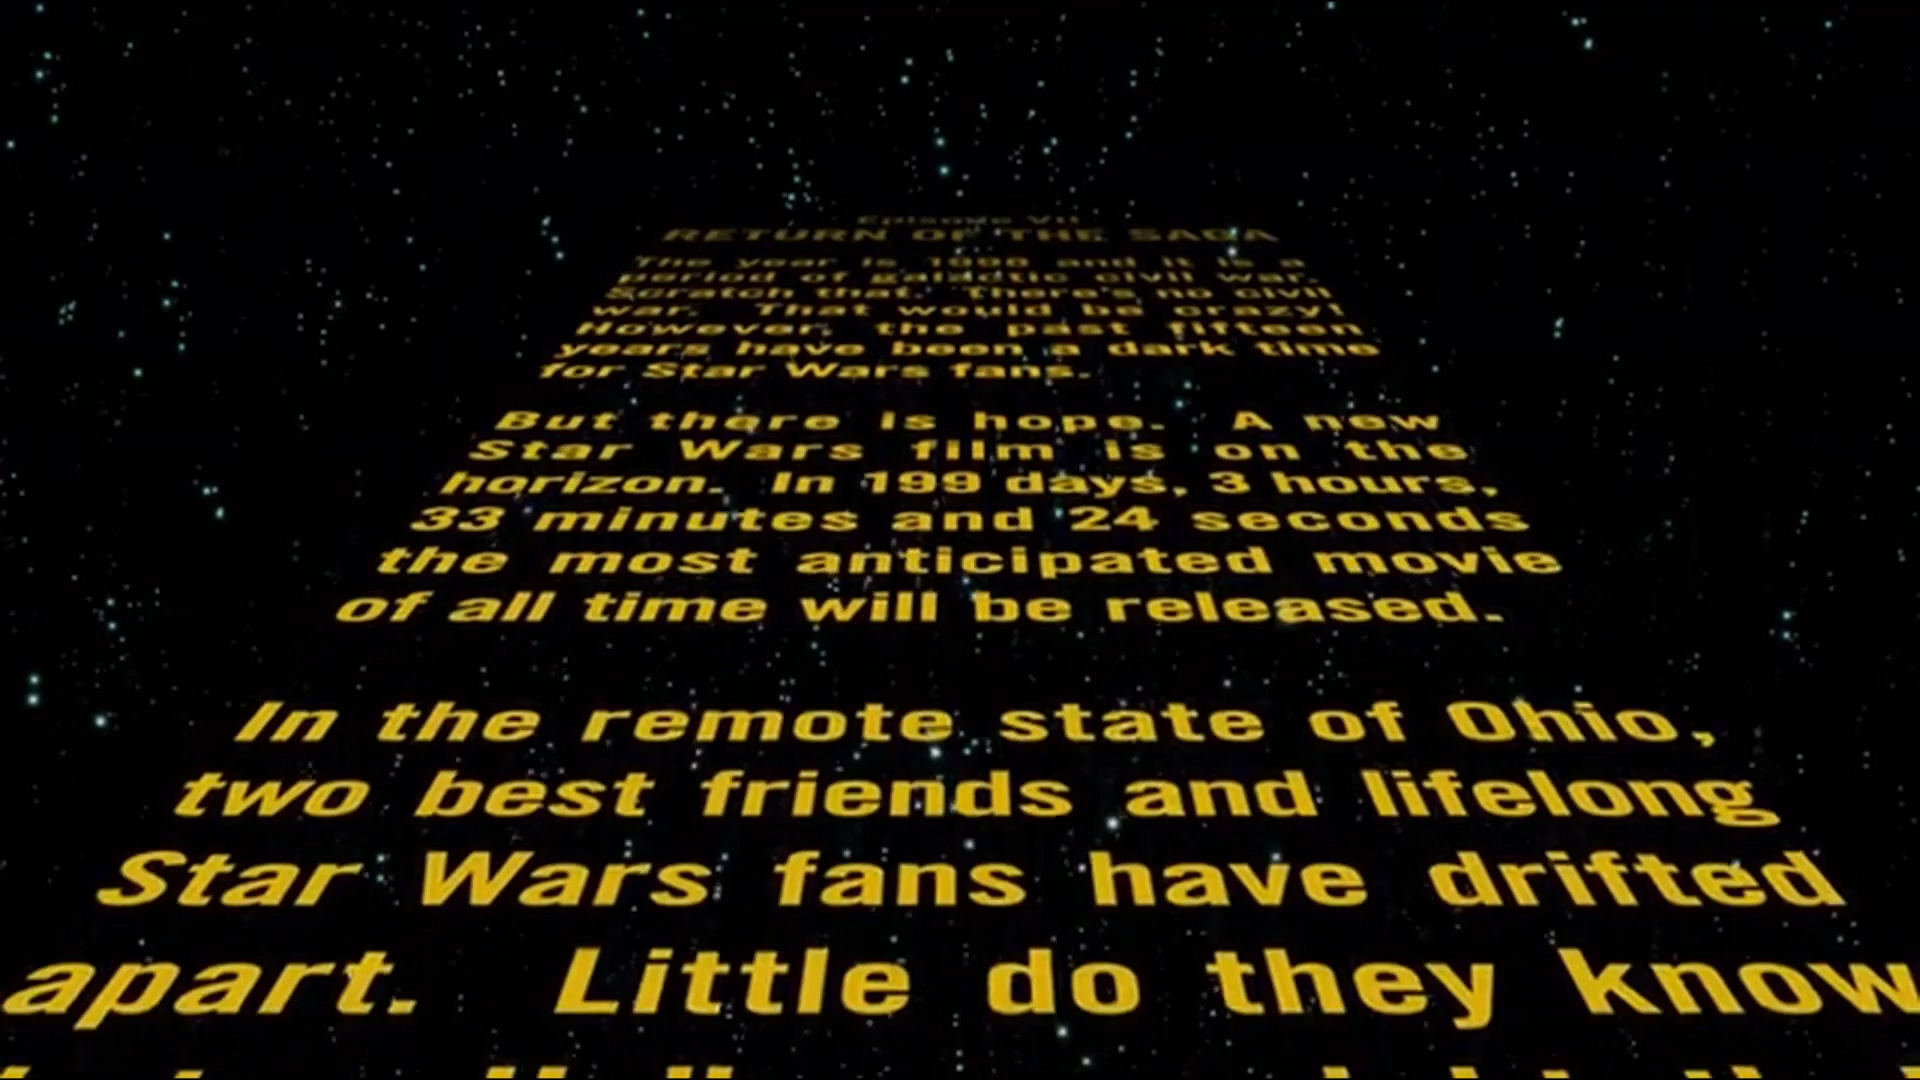 Episode VII
RETURN OF THE SAGA
The year is 1998 and it is a
period of galactic civil war.
Scratch that. There's no civil
war. That would be crazy!
However, the past fifteen
years have been a dark time
for Star Wars fans.
But there is hope. A new
Star Wars film is on the
horizon. In 199 days, 3 hours,
33 minutes and 24 seconds
the most anticipated movie
of all time will be released.
In the remote state of Ohio,
two best friends and lifelong
Star Wars fans have drifted
apart. Little do they know